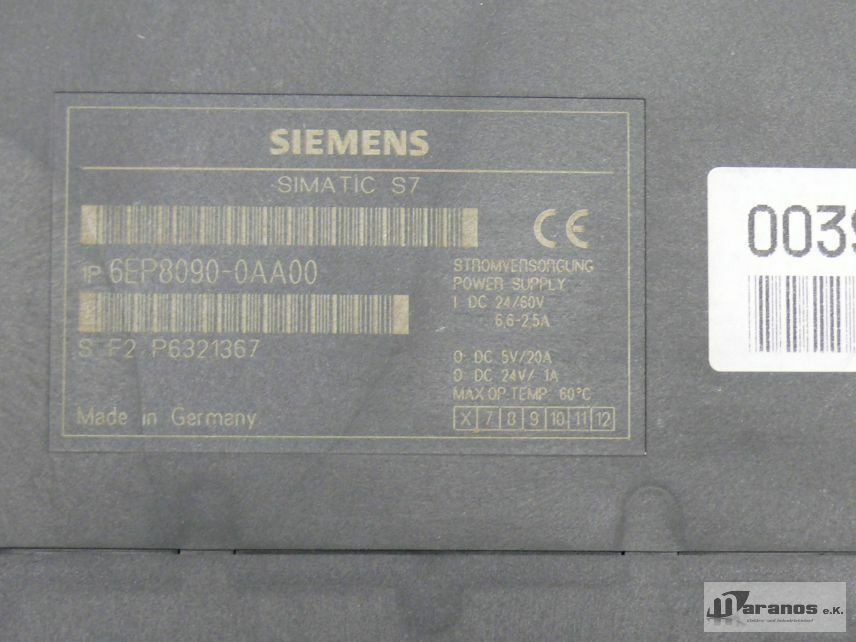 SIEMENS
SIMATIC S7
CE
1P 6EP8090-0AA00
S F2 P6321367
Made in Germany
STROMVERSORGUNG
POWER SUPPLY
I DC 24/60V
6,6-2,5A
O: DC 5V/20A
O: DC 24V/ 1A
MAX OP TEMP 60°C
X 7 8 9 10 11 12
0039
Maranos e.K.